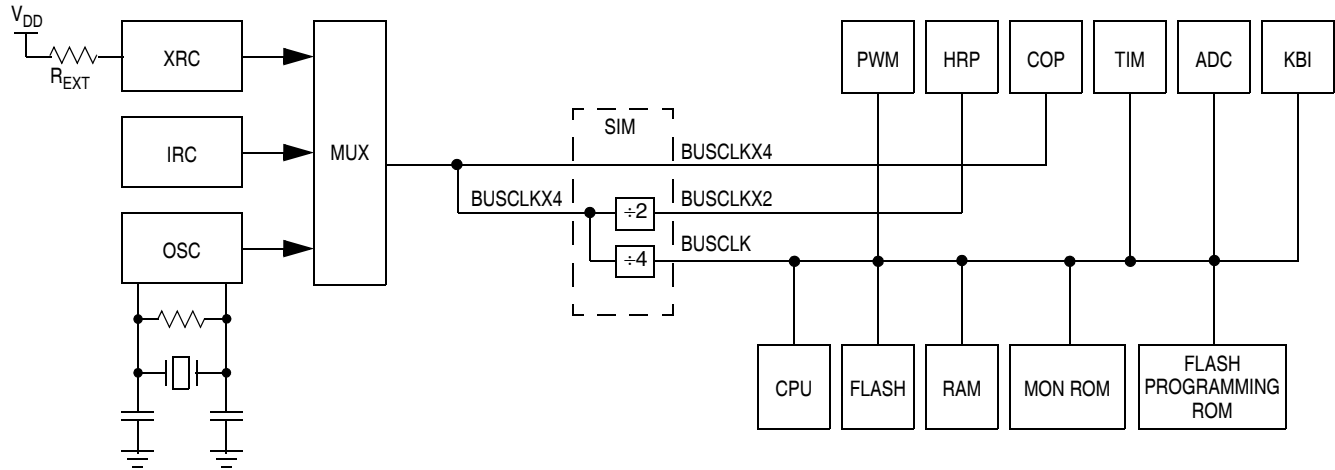 VDD
REXT
XRC
IRC
OSC
MUX
SIM
BUSCLKX4
BUSCLKX4
BUSCLKX2
÷2
BUSCLK
÷4
PWM
HRP
COP
TIM
ADC
KBI
CPU
FLASH
RAM
MON ROM
FLASH
PROGRAMMING
ROM